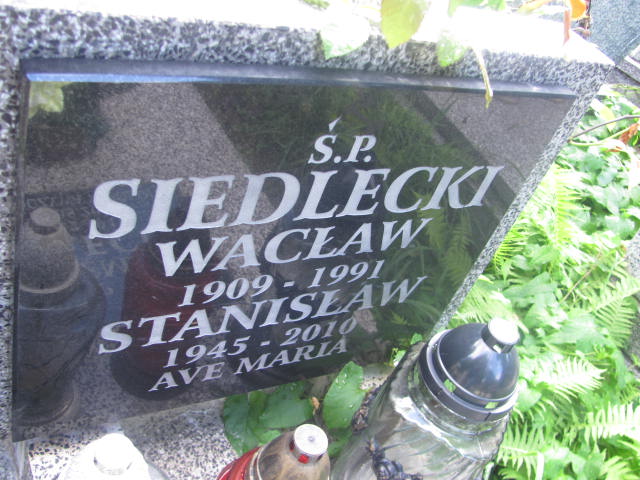 Ś.P.
SIEDLECKI
WACŁAW
1909 - 1991
STANISŁAW
1945 - 2010
AVE MARIA